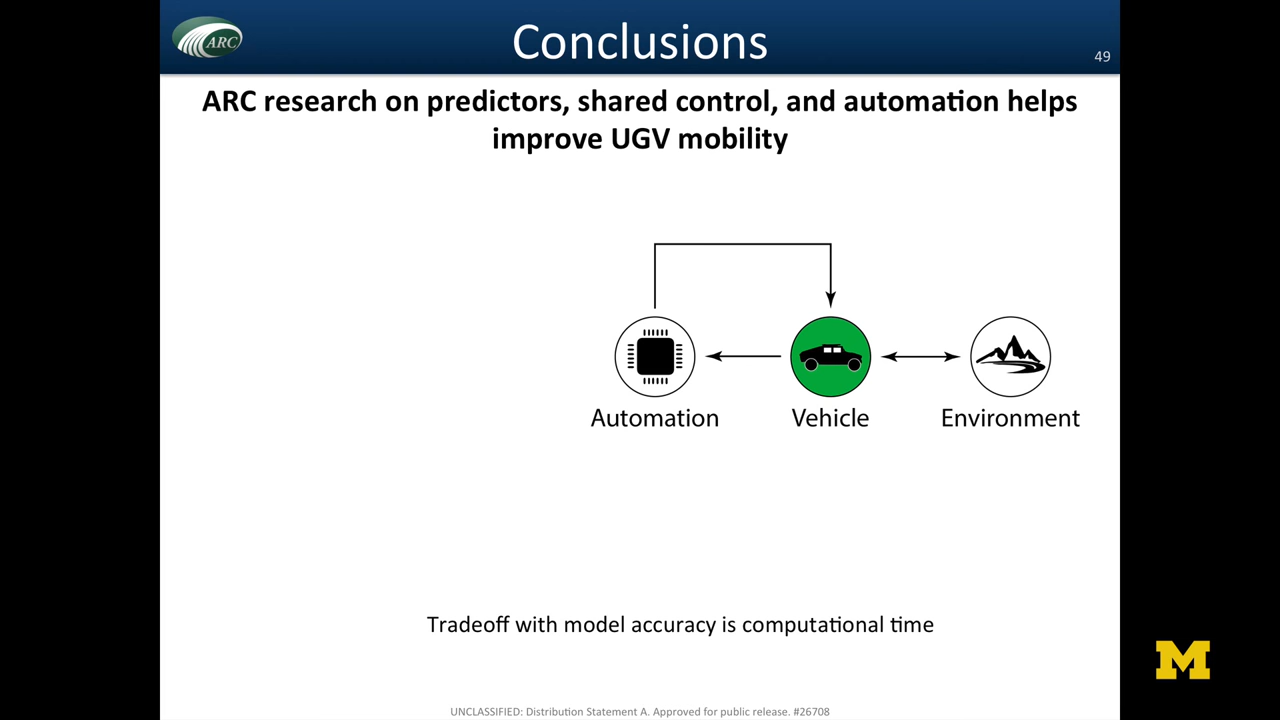 ARC
Conclusions
49
ARC research on predictors, shared control, and automation helps
improve UGV mobility
Automation
Vehicle
Environment
Tradeoff with model accuracy is computational time
M
UNCLASSIFIED: Distribution Statement A. Approved for public release. #26708